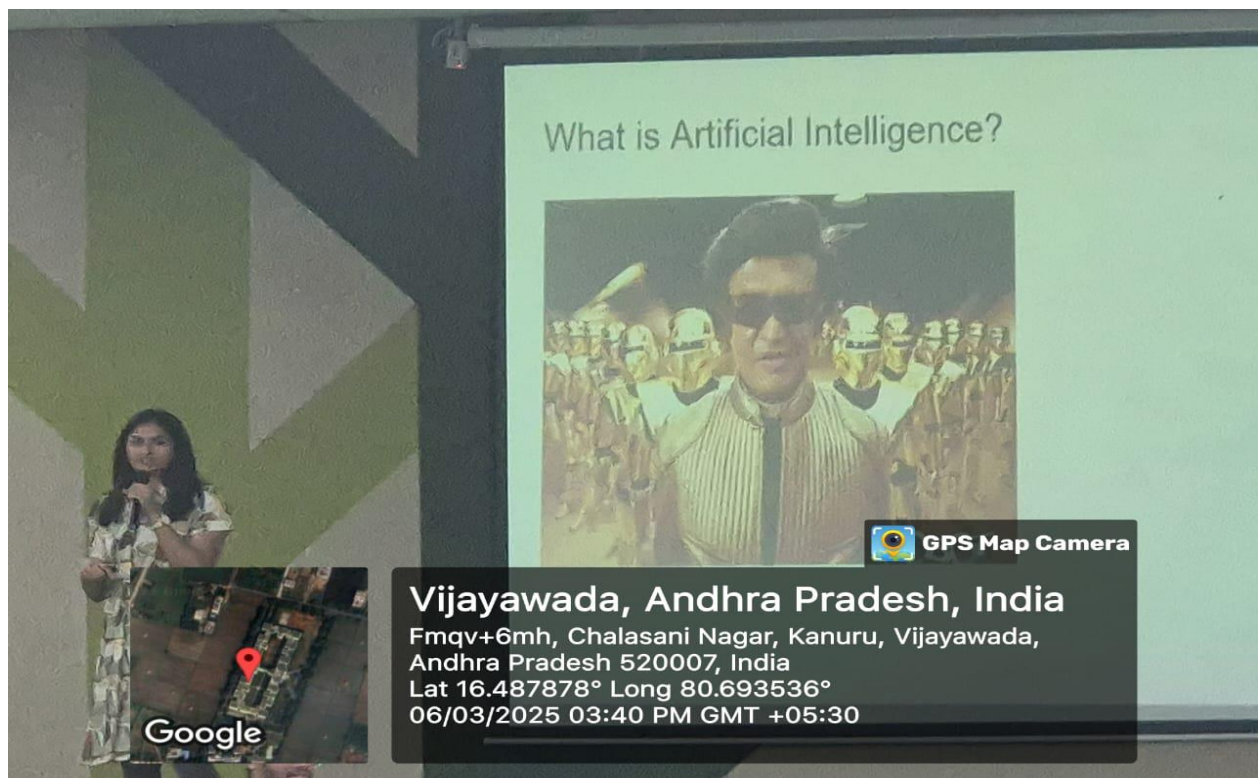 What is Artificial Intelligence?
GPS Map Camera
Vijayawada, Andhra Pradesh, India
Fmqv+6mh, Chalasani Nagar, Kanuru, Vijayawada,
Andhra Pradesh 520007, India
Lat 16.487878° Long 80.693536°
06/03/2025 03:40 PM GMT +05:30
Google